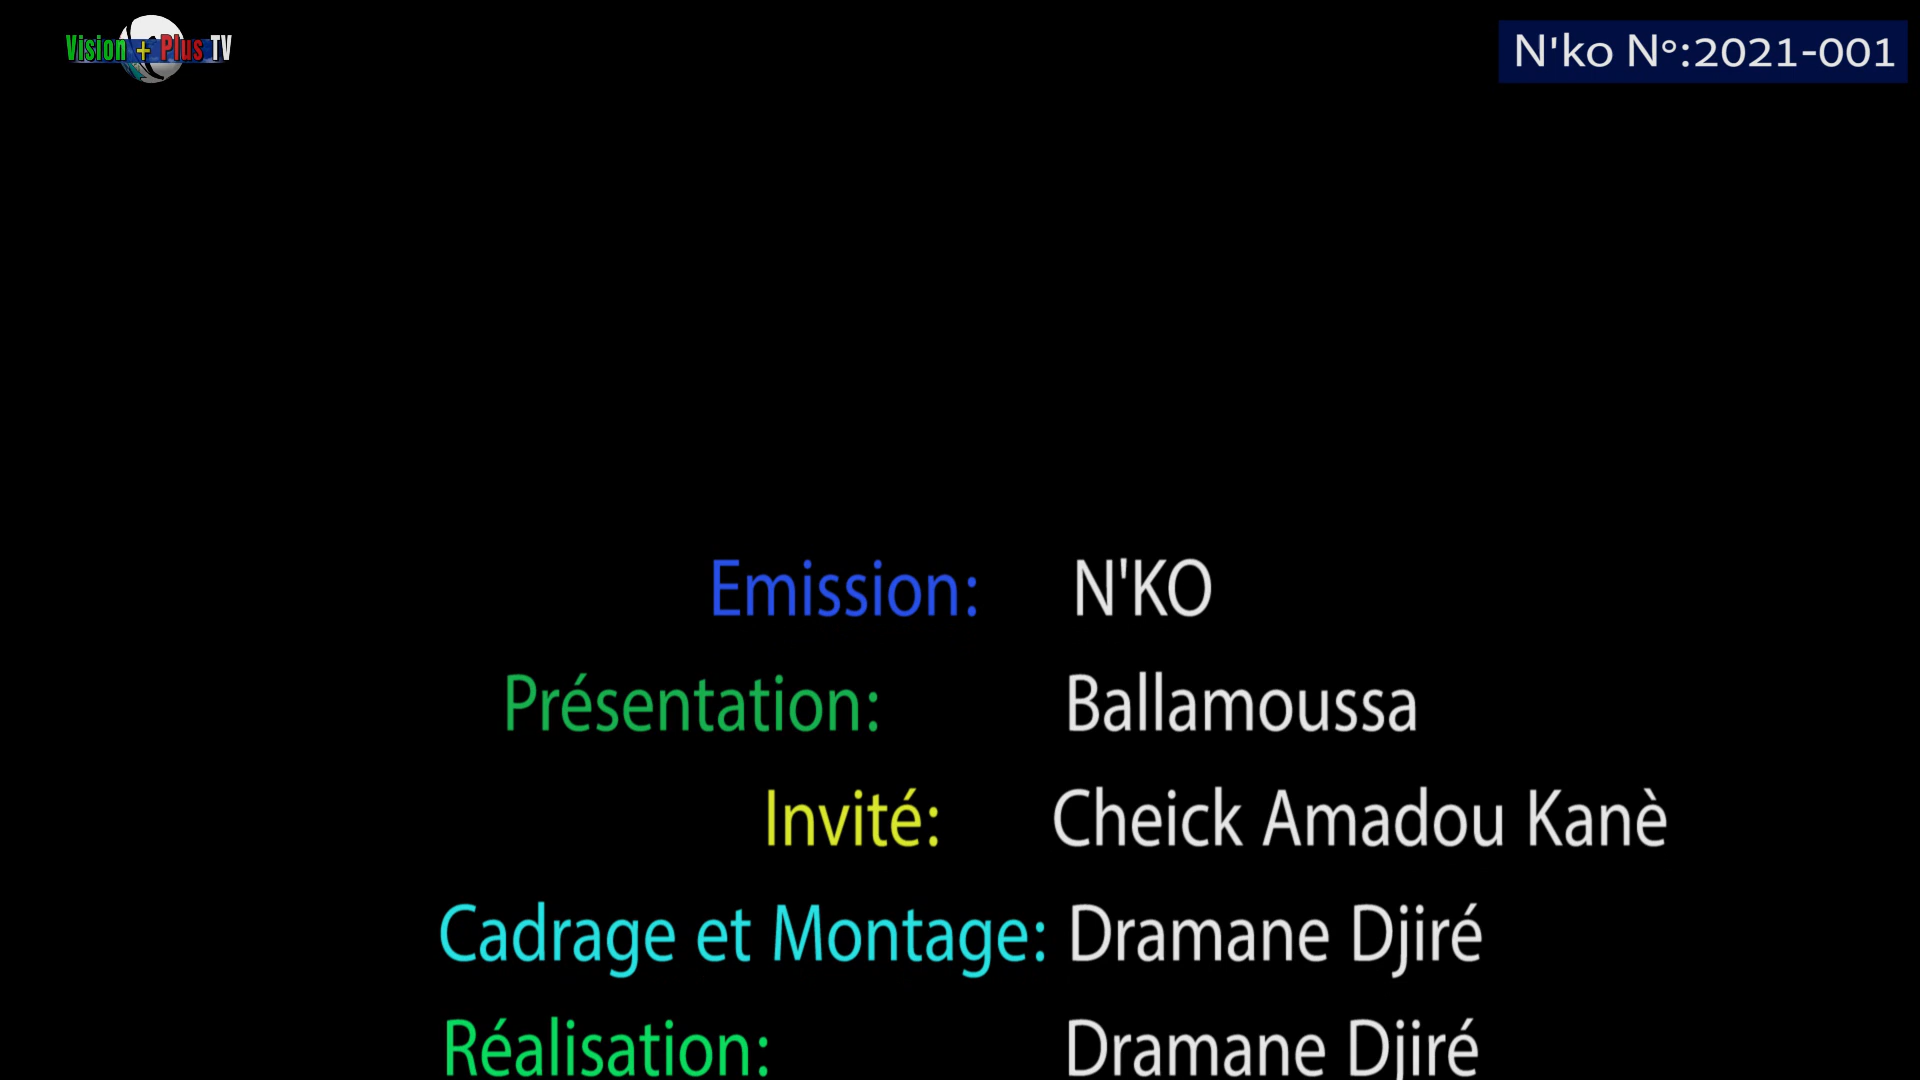 Vision + Plus TV
N'ko N°:2021-001
Emission: N'KO
Présentation: Ballamoussa
Invité: Cheick Amadou Kanè
Cadrage et Montage: Dramane Djiré
Réalisation: Dramane Djiré